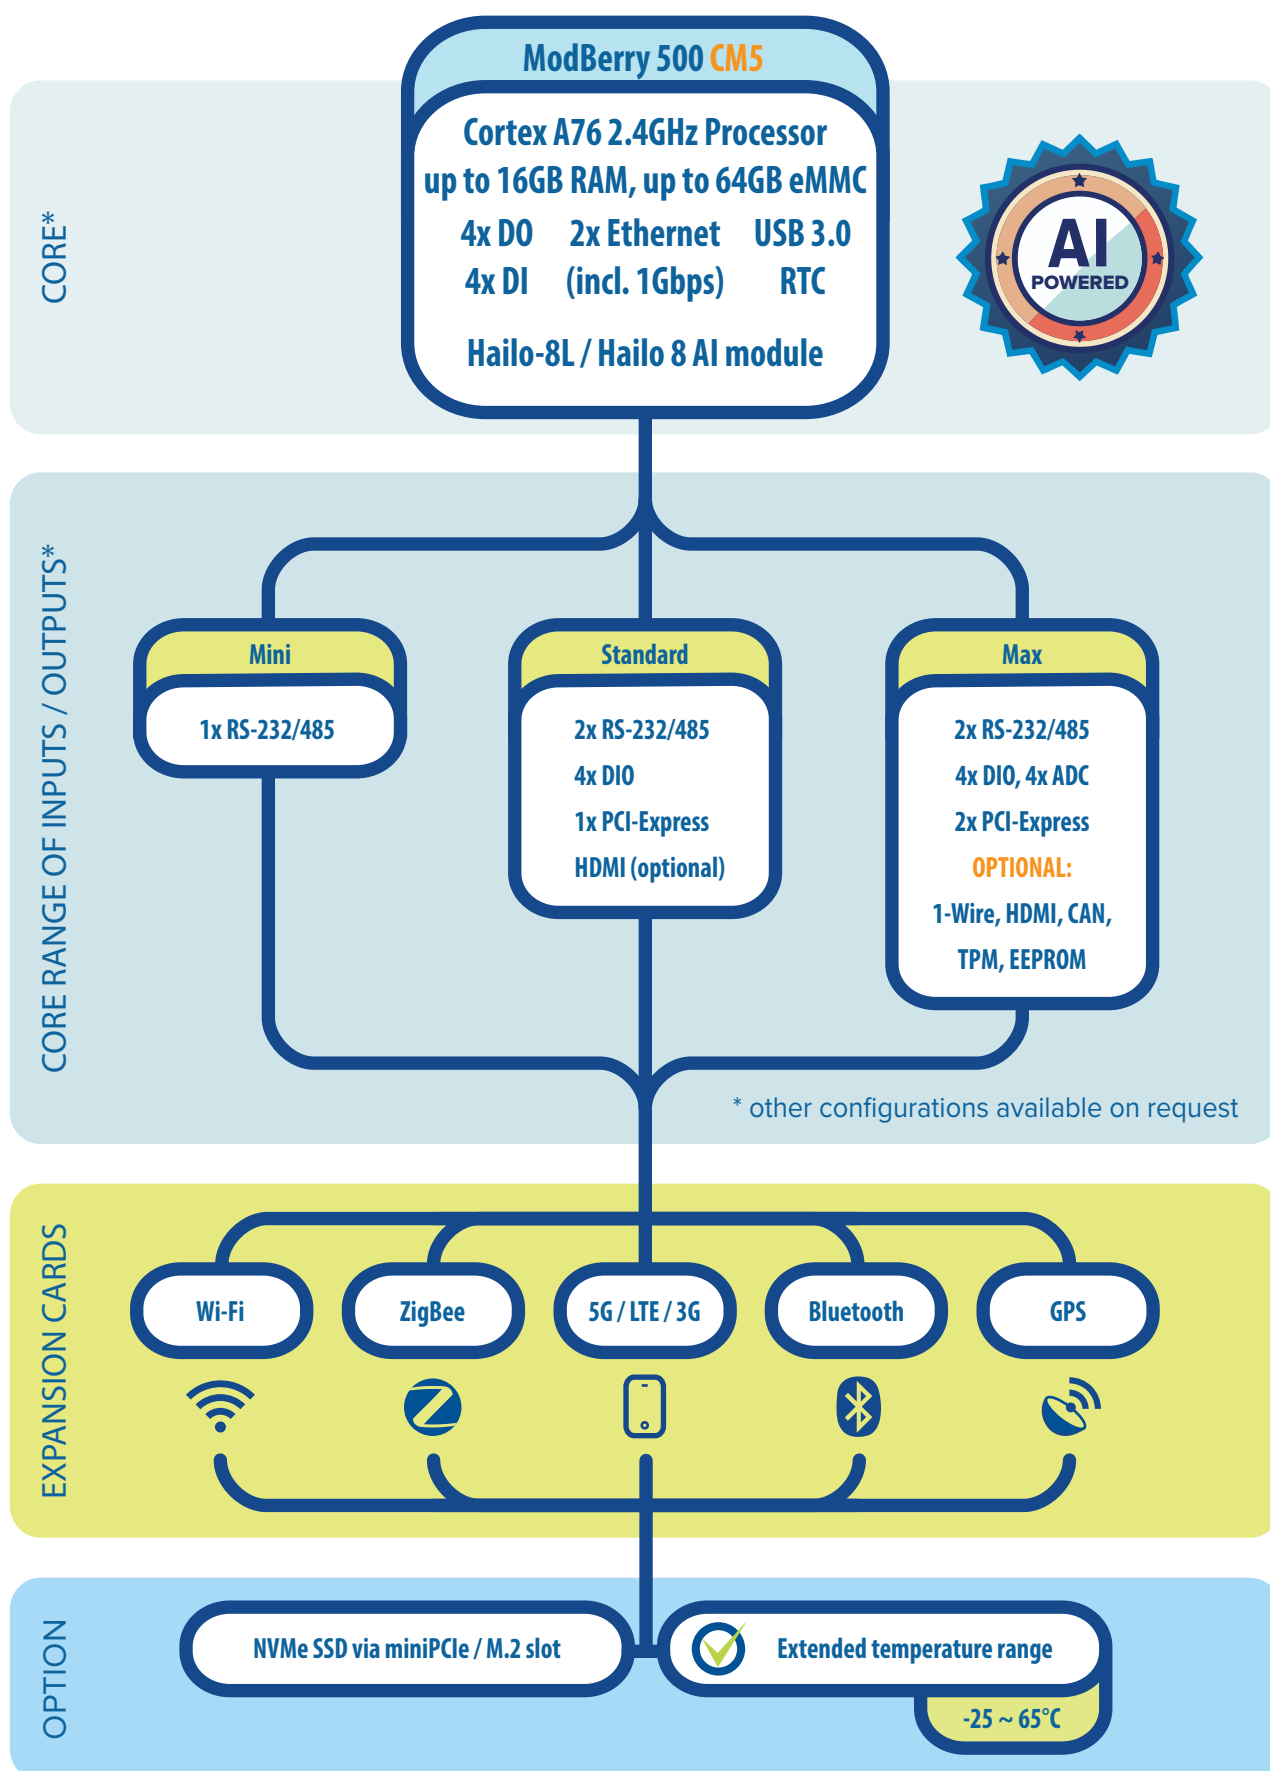 ModBerry 500 CM5
CORE*
Cortex A76 2.4GHz Processor
up to 16GB RAM, up to 64GB eMMC
4x DO 2x Ethernet USB 3.0
4x DI (incl. 1Gbps) RTC
Hailo-8L / Hailo 8 AI module
AI
POWERED
CORE RANGE OF INPUTS / OUTPUTS*
Mini
1x RS-232/485
Standard
2x RS-232/485
4x DIO
1x PCI-Express
HDMI (optional)
Max
2x RS-232/485
4x DIO, 4x ADC
2x PCI-Express
OPTIONAL:
1-Wire, HDMI, CAN,
TPM, EEPROM
* other configurations available on request
EXPANSION CARDS
Wi-Fi
ZigBee
5G / LTE / 3G
Bluetooth
GPS
OPTION
NVMe SSD via miniPCIe / M.2 slot
Extended temperature range
-25 ~ 65°C